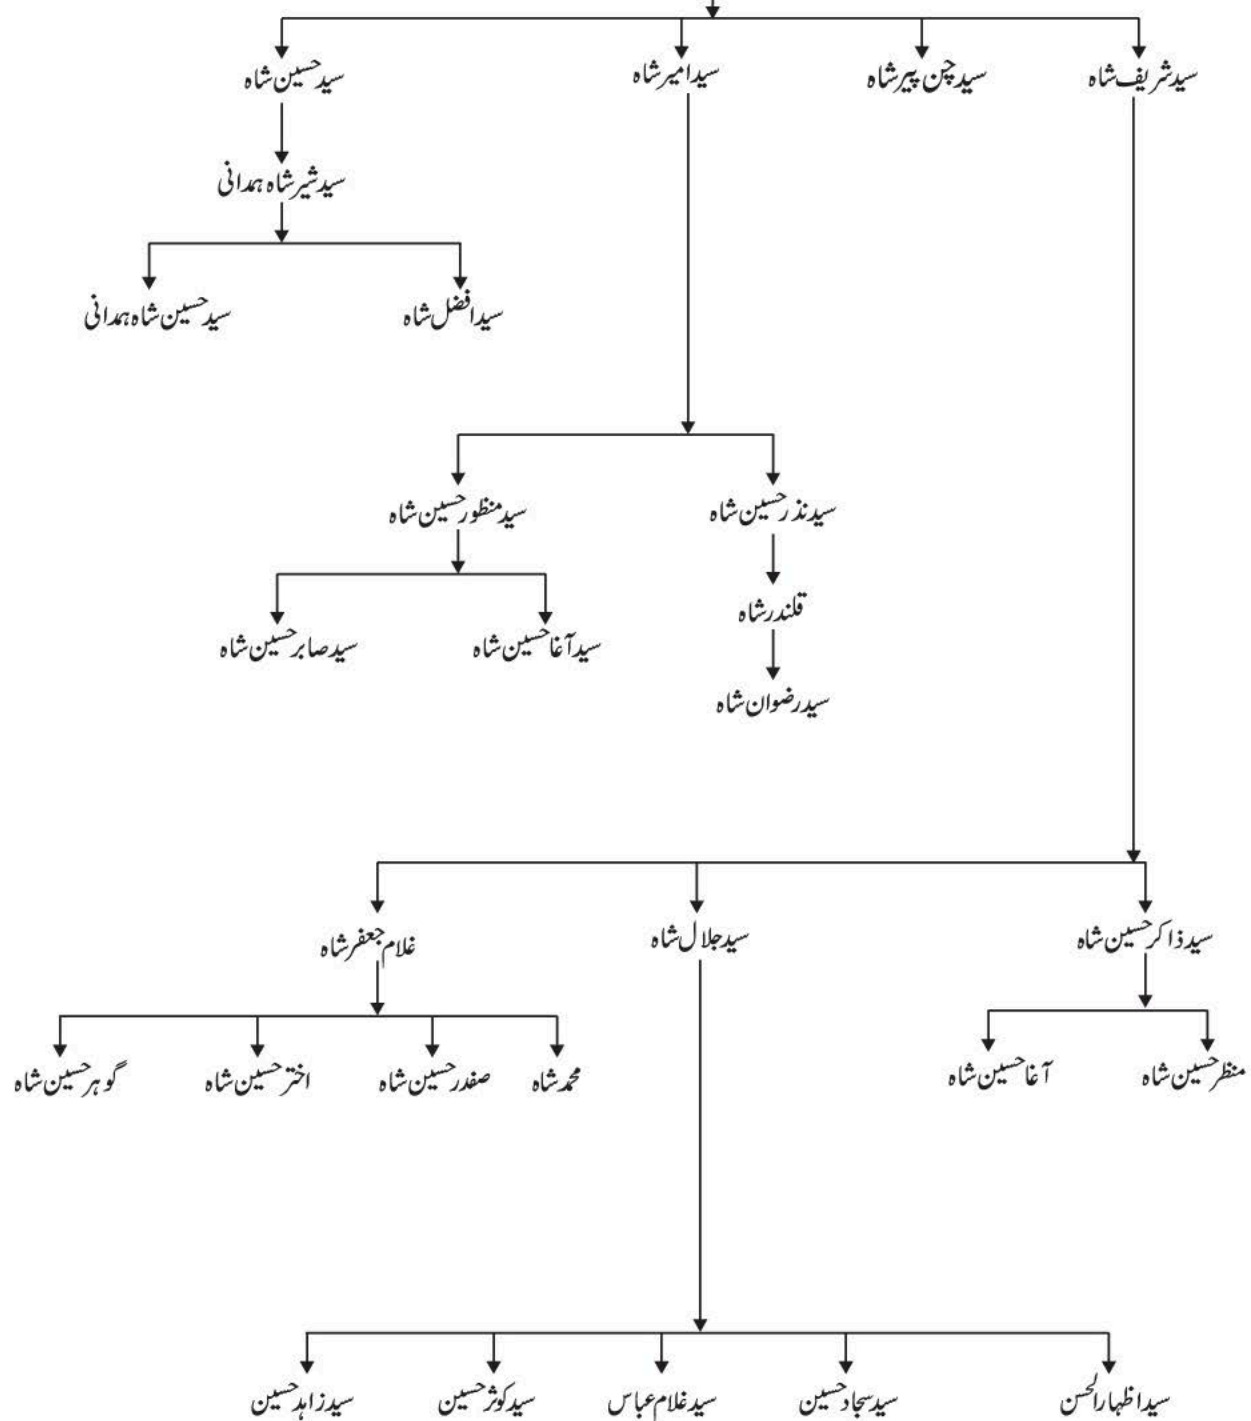 سید شریف شاہ
سید چن پیر شاہ
سید امیر شاہ
سید حسین شاہ
سید شیر شاہ ہمدانی
سید افضل شاہ
سید حسین شاہ ہمدانی
سید نذر حسین شاہ
سید منظور حسین شاہ
قلندر شاہ
سید آغا حسین شاہ
سید صابر حسین شاہ
سید رضوان شاہ
سید ذاکر حسین شاہ
سید جلال شاہ
غلام جعفر شاہ
منظر حسین شاہ
آغا حسین شاہ
محمد شاہ
صفدر حسین شاہ
اختر حسین شاہ
گوہر حسین شاہ
سید اظہار الحسن
سید سجاد حسین
سید غلام عباس
سید کوثر حسین
سید زاہد حسین